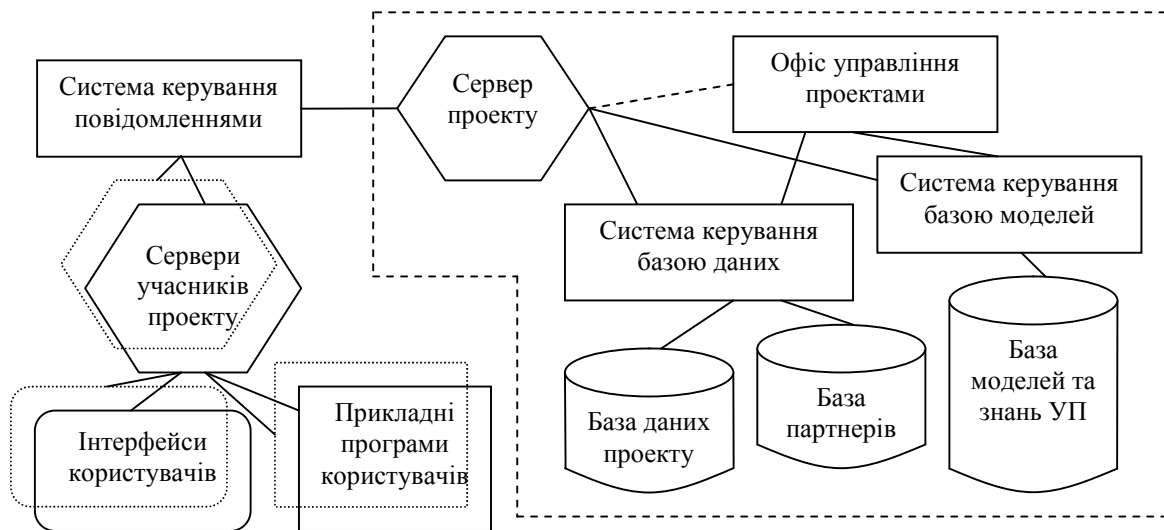 Система керування
повідомленнями
Сервер
проекту
Офіс управління
проектами
Система керування
базою моделей
Система керування
базою даних
Сервери
учасників
проекту
База
моделей та
знань УП
База
партнерів
База даних
проекту
Прикладні
програми
користувачів
Інтерфейси
користувачів